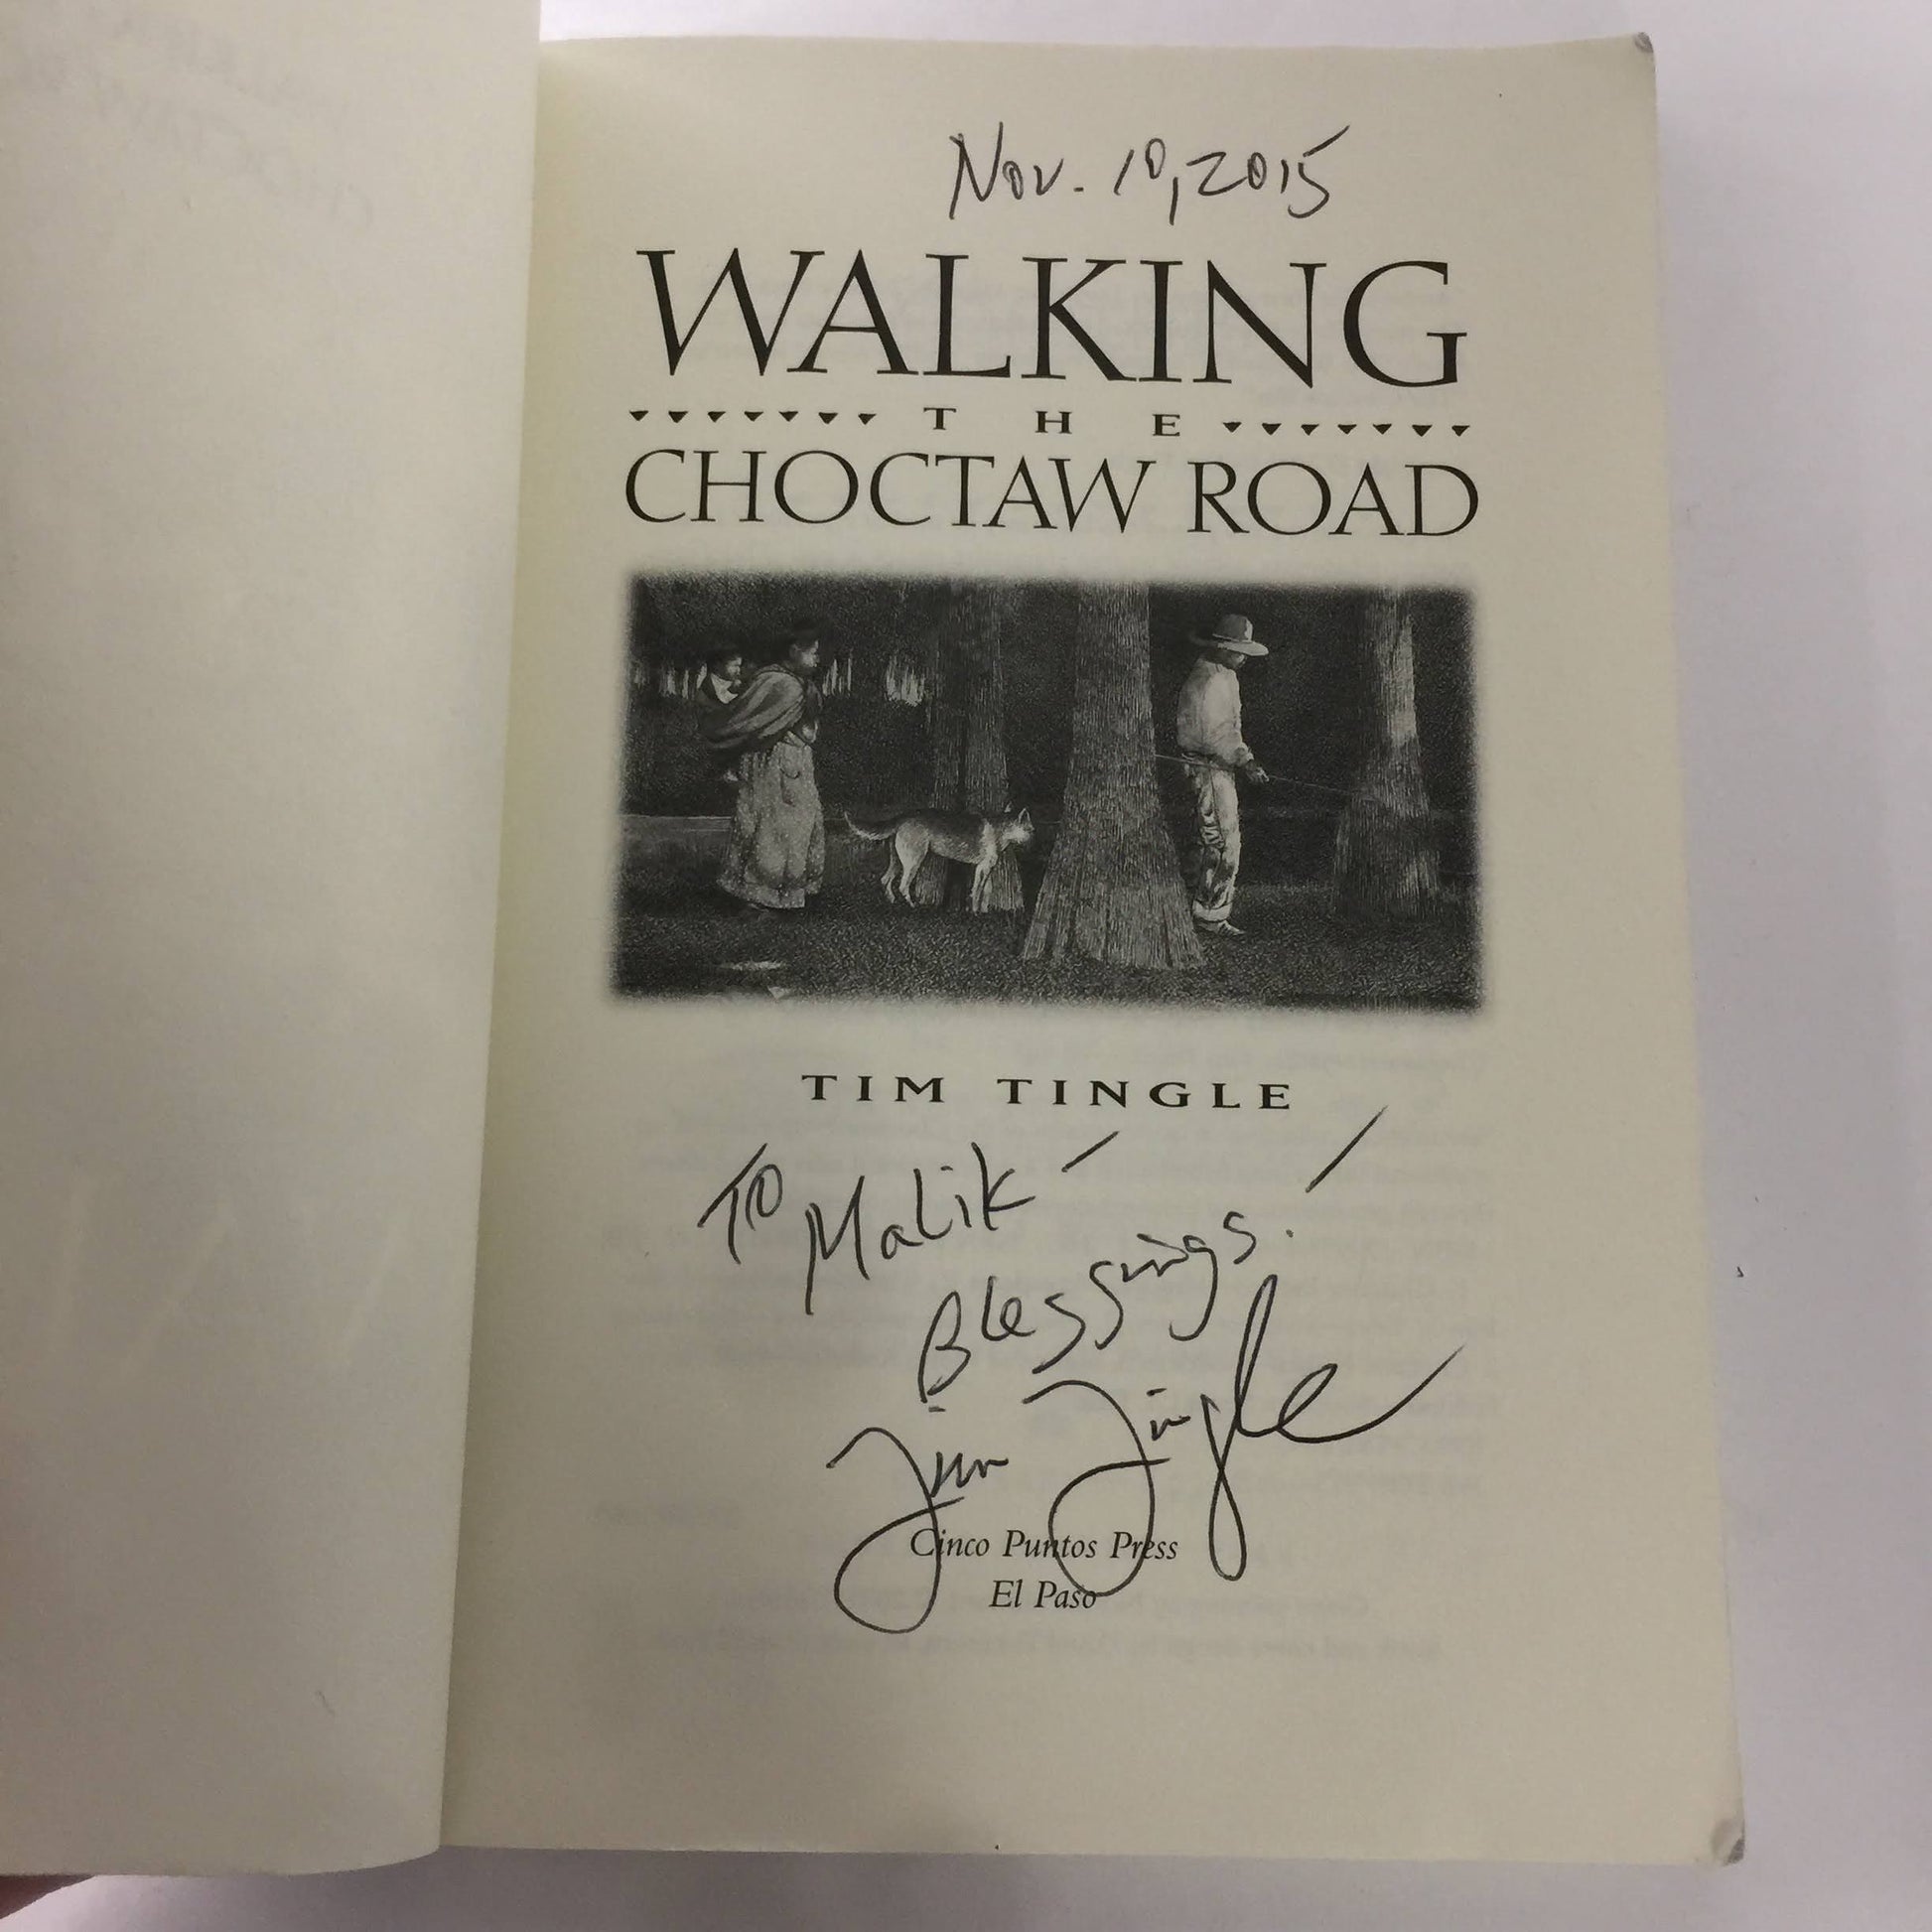 Nov. 10, 2015
WALKING
THE
CHOCTAW ROAD
TIM TINGLE
To Malik –
Blessings!
Tim Tingle
Cinco Puntos Press
El Paso